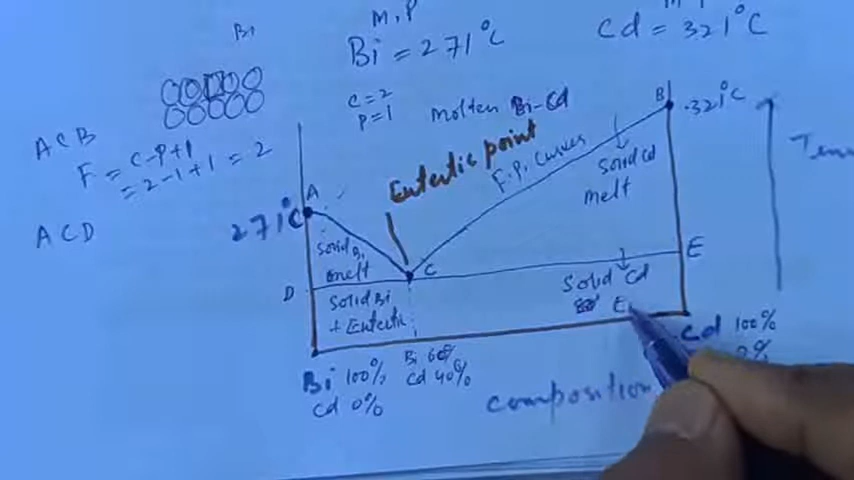 Bi
M.P
Bi = 271°C
Cd = 321°C
C=2
P=1
Molten Bi-Cd
B
321°C
ACB
F = C-P+1
= 2-1+1 = 2
Eutectic point
F.P. Curves
Solid Cd
melt
A
271°C
ACD
Solid Bi
melt
C
E
D
Solid Bi
+ Eutectic
Solid Cd
E
Bi 100%
Cd 0%
Bi 60%
Cd 40%
Cd 100%
0%
composition